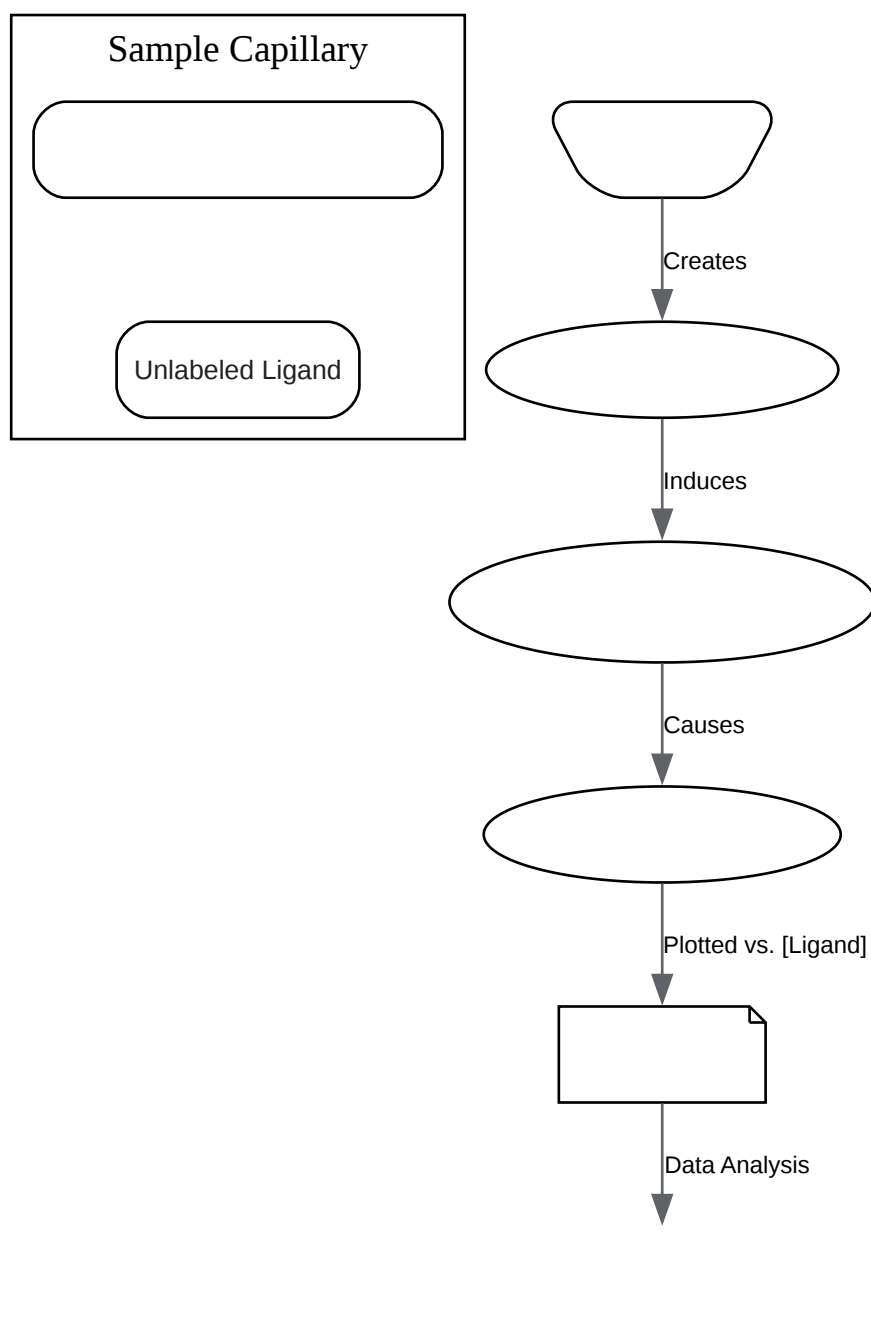 Sample Capillary
Unlabeled Ligand
Creates
Induces
Causes
Plotted vs. [Ligand]
Data Analysis